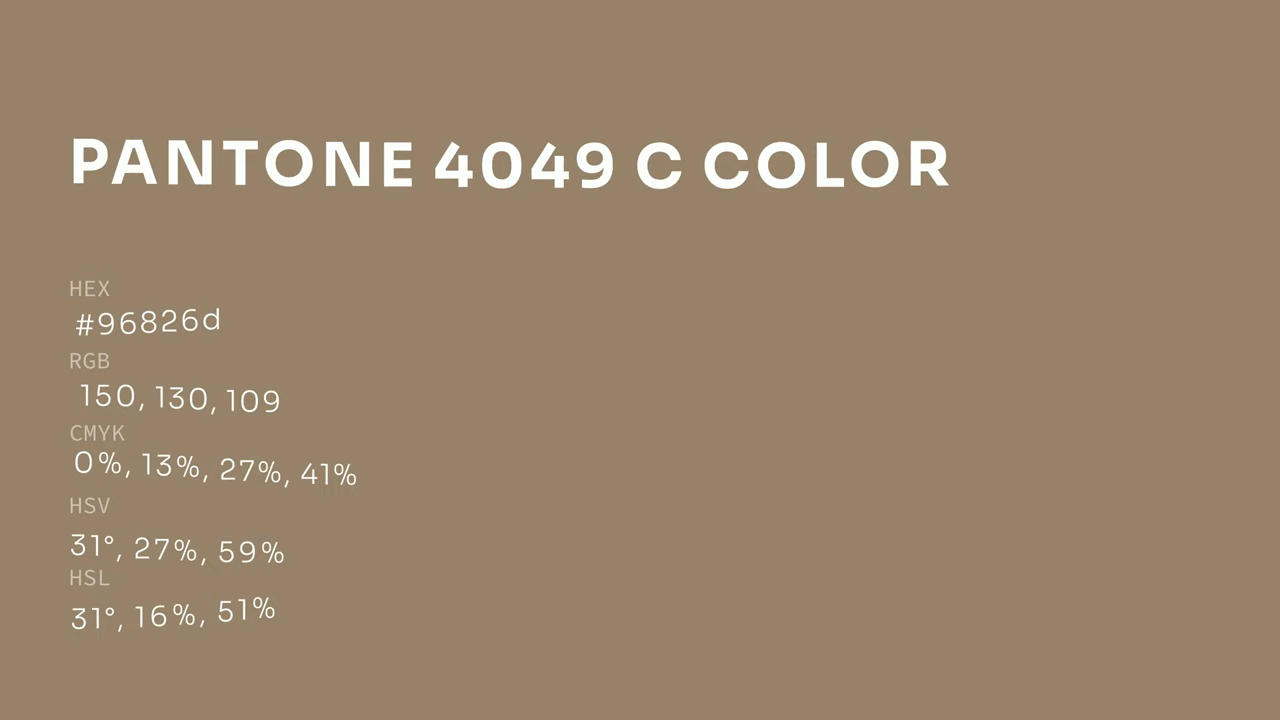 PANTONE 4049 C COLOR
HEX
#96826d
RGB
150, 130, 109
CMYK
0%, 13%, 27%, 41%
HSV
31°, 27%, 59%
HSL
31°, 16%, 51%